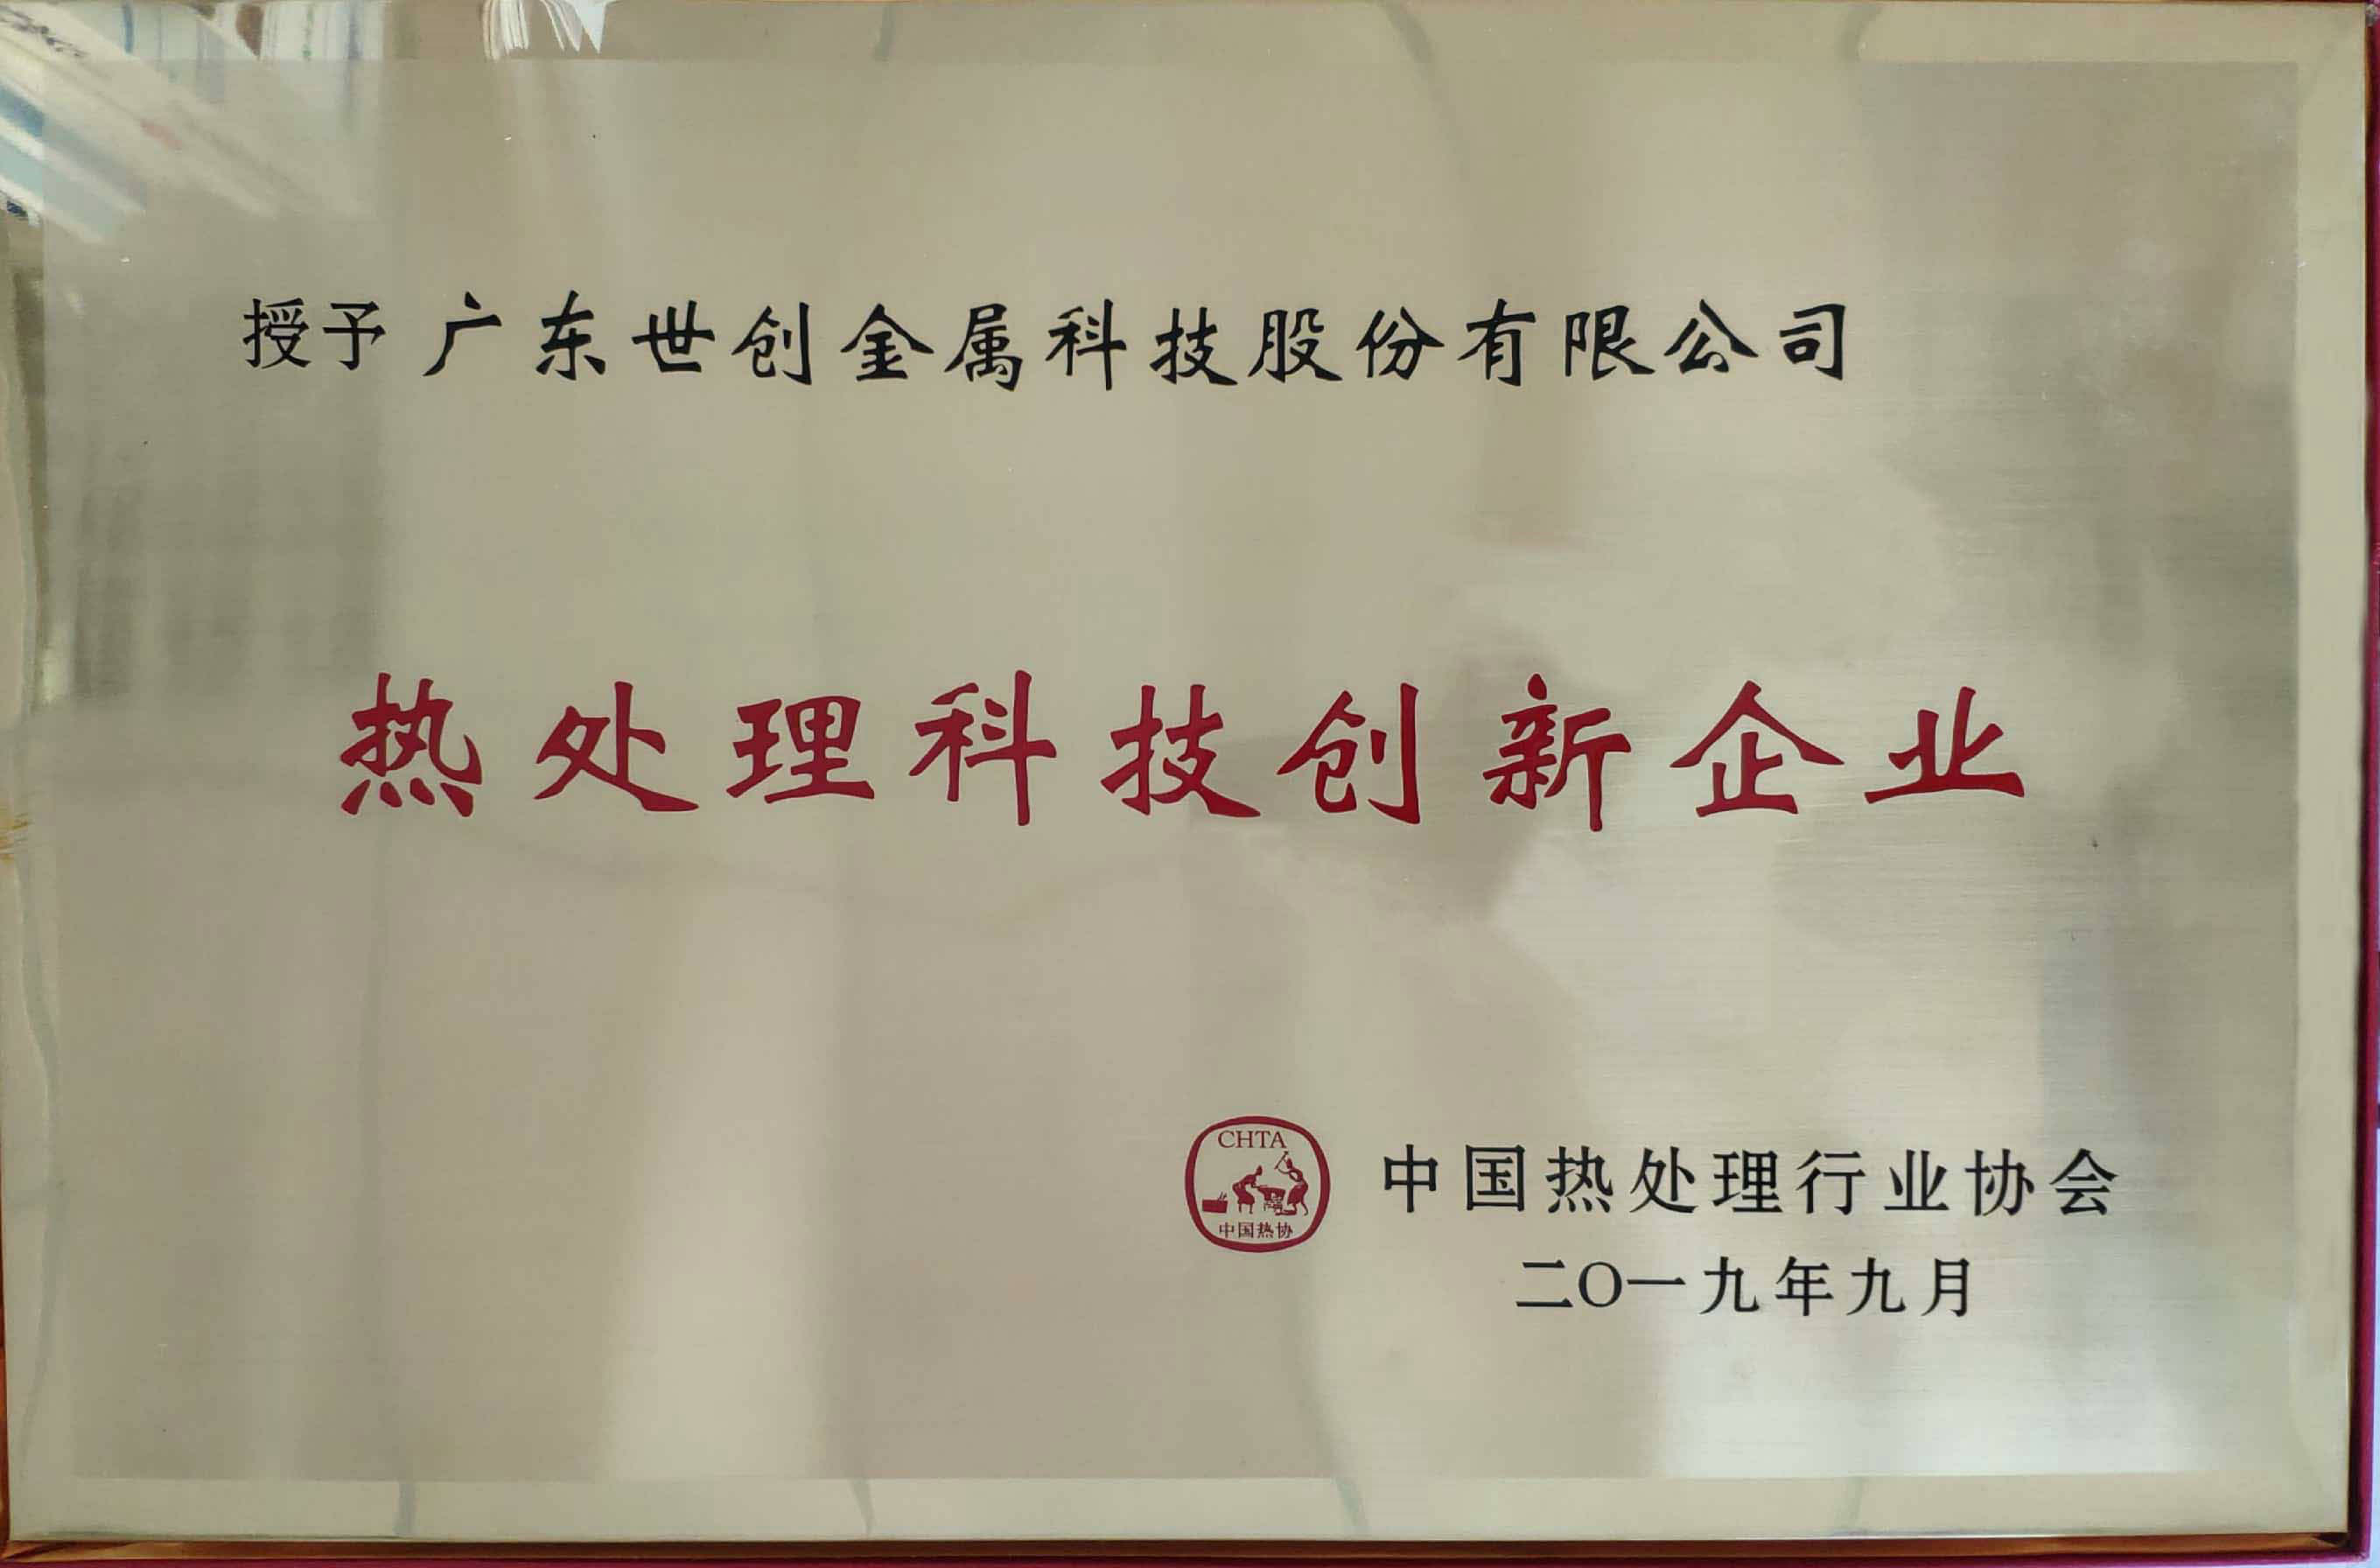 授予 广东世创金属科技股份有限公司
热处理科技创新企业
CHTA
中国热协
中国热处理行业协会
二〇一九年九月